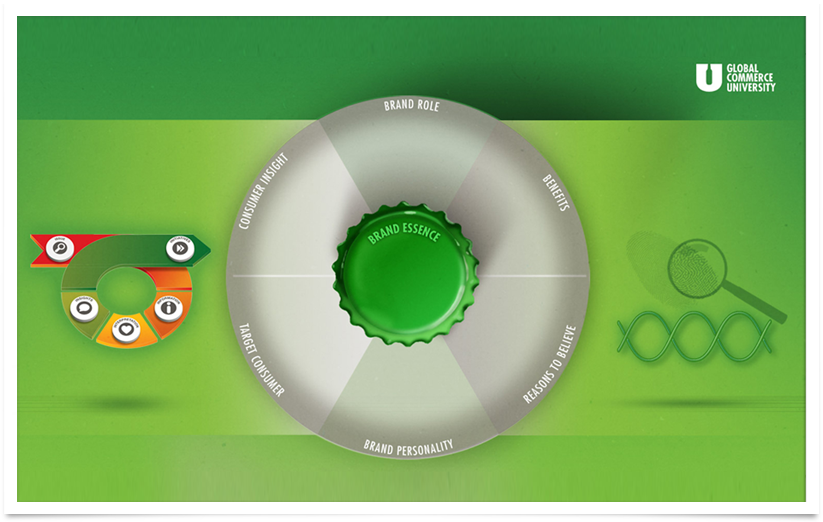 GLOBAL
COMMERCE
UNIVERSITY
BRAND ROLE
CONSUMER INSIGHT
BENEFITS
BRAND ESSENCE
TARGET CONSUMER
REASONS TO BELIEVE
BRAND PERSONALITY